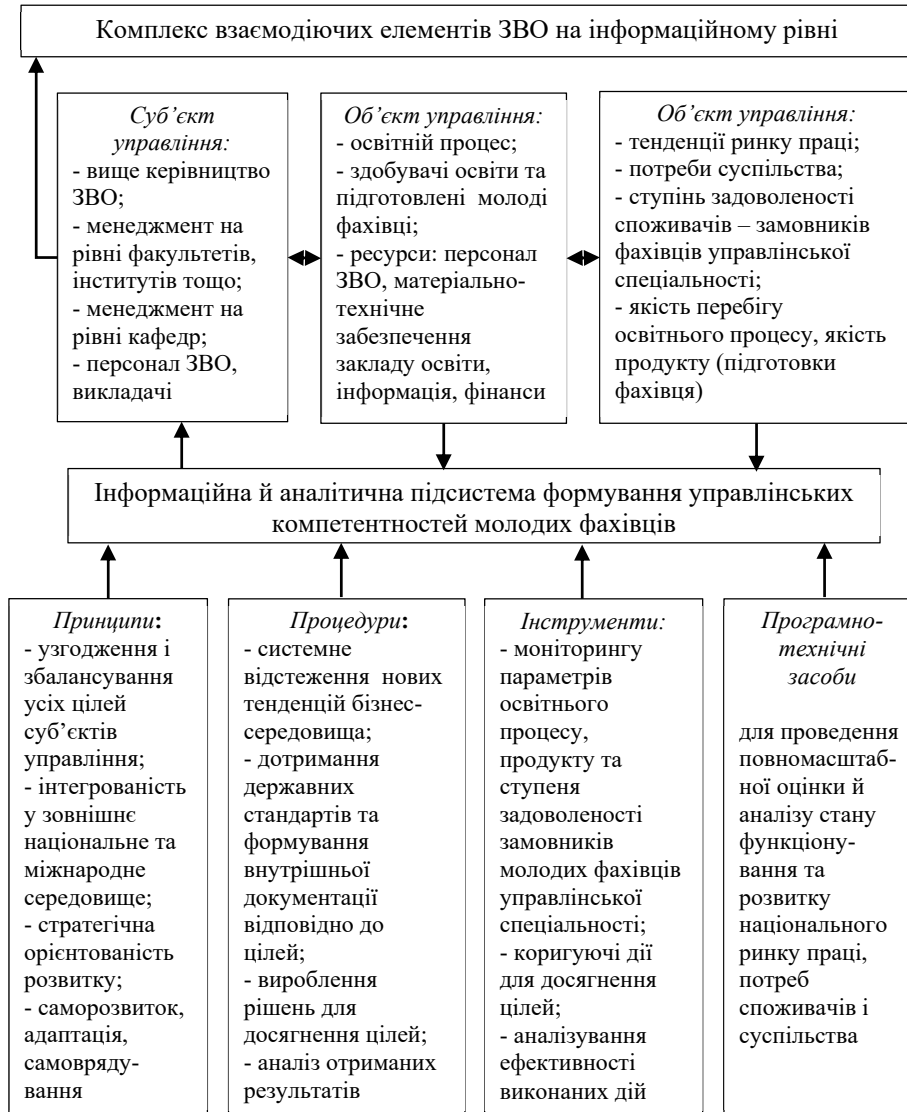 Комплекс взаємодіючих елементів ЗВО на інформаційному рівні
Суб’єкт
управління:
- вище керівництво
ЗВО;
- менеджмент на
рівні факультетів,
інститутів тощо;
- менеджмент на
рівні кафедр;
- персонал ЗВО,
викладачі
Об’єкт управління:
- освітній процес;
- здобувачі освіти та
підготовлені молоді
фахівці;
- ресурси: персонал
ЗВО, матеріально-
технічне
забезпечення
закладу освіти,
інформація, фінанси
Об’єкт управління:
- тенденції ринку праці;
- потреби суспільства;
- ступінь задоволеності
споживачів – замовників
фахівців управлінської
спеціальності;
- якість перебігу
освітнього процесу, якість
продукту (підготовки
фахівця)
Інформаційна й аналітична підсистема формування управлінських
компетентностей молодих фахівців
Принципи:
- узгодження і
збалансування
усіх цілей
суб’єктів
управління;
- інтегрованість
у зовнішнє
національне та
міжнародне
середовище;
- стратегічна
орієнтованість
розвитку;
- саморозвиток,
адаптація,
самовряду-
вання
Процедури:
- системне
відстеження нових
тенденцій бізнес-
середовища;
- дотримання
державних
стандартів та
формування
внутрішньої
документації
відповідно до
цілей;
- вироблення
рішень для
досягнення цілей;
- аналіз отриманих
результатів
Інструменти:
- моніторингу
параметрів
освітнього
процесу,
продукту та
ступеня
задоволеності
замовників
молодих фахівців
управлінської
спеціальності;
- коригуючі дії
для досягнення
цілей;
- аналізування
ефективності
виконаних дій
Програмно-
технічні
засоби
для проведення
повномасштаб-
ної оцінки й
аналізу стану
функціону-
вання та
розвитку
національного
ринку праці,
потреб
споживачів і
суспільства